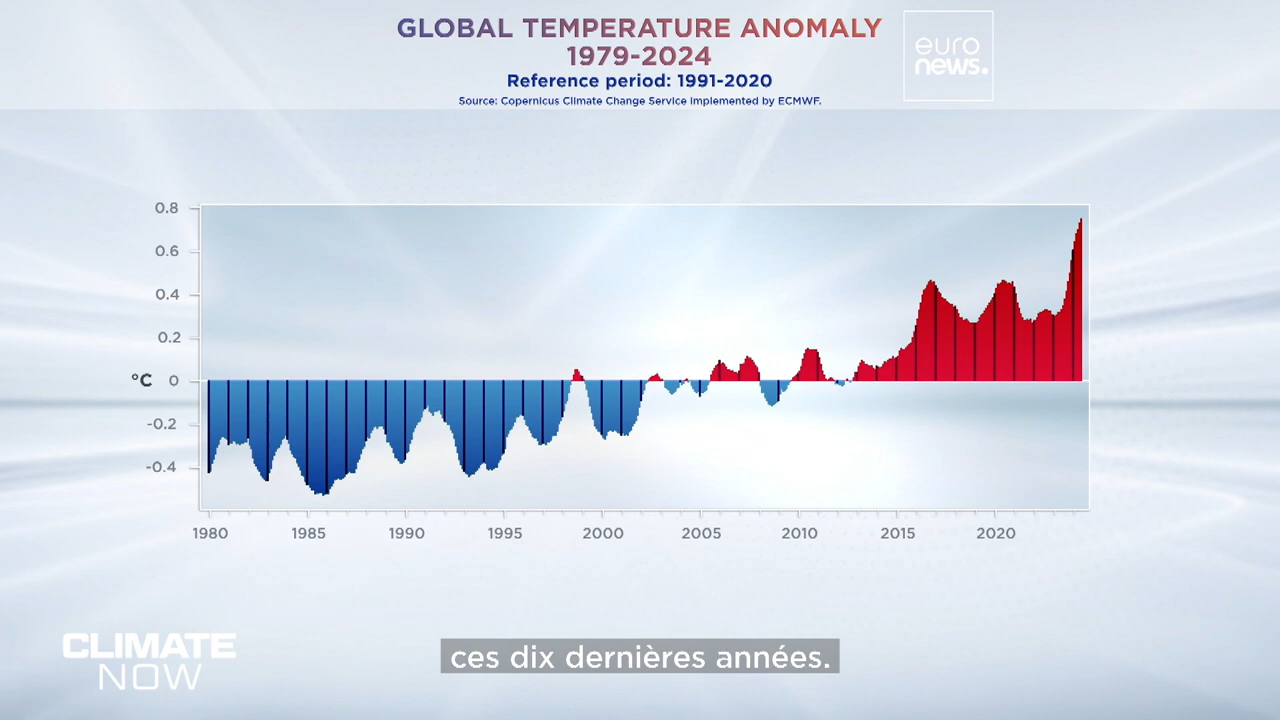 GLOBAL TEMPERATURE ANOMALY
1979-2024
Reference period: 1991-2020
Source: Copernicus Climate Change Service implemented by ECMWF.
euro
news.
0.8
0.6
0.4
0.2
°C 0
-0.2
-0.4
1980 1985 1990 1995 2000 2005 2010 2015 2020
CLIMATE
NOW
ces dix dernières années.